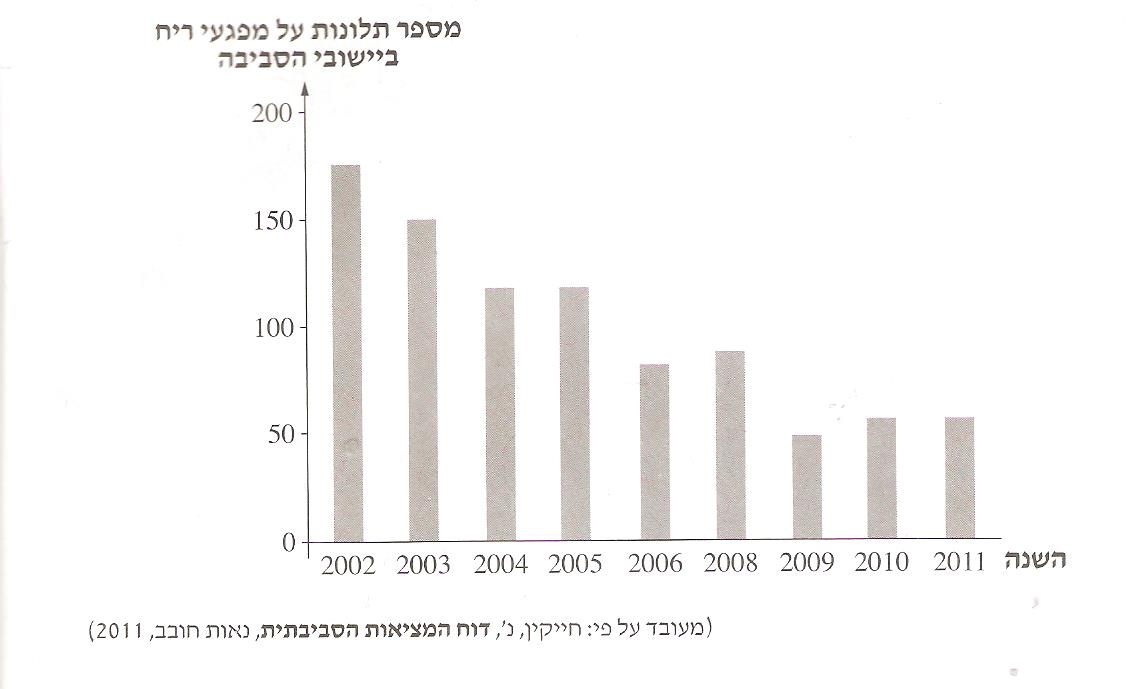 מספר תלונות על מפגעי ריח
ביישובי הסביבה
200
150
100
50
0
2002 2003 2004 2005 2006 2008 2009 2010 2011 השנה
(מעובד על פי: חייקין, נ', דוח המציאות הסביבתית, נאות חובב, 2011)